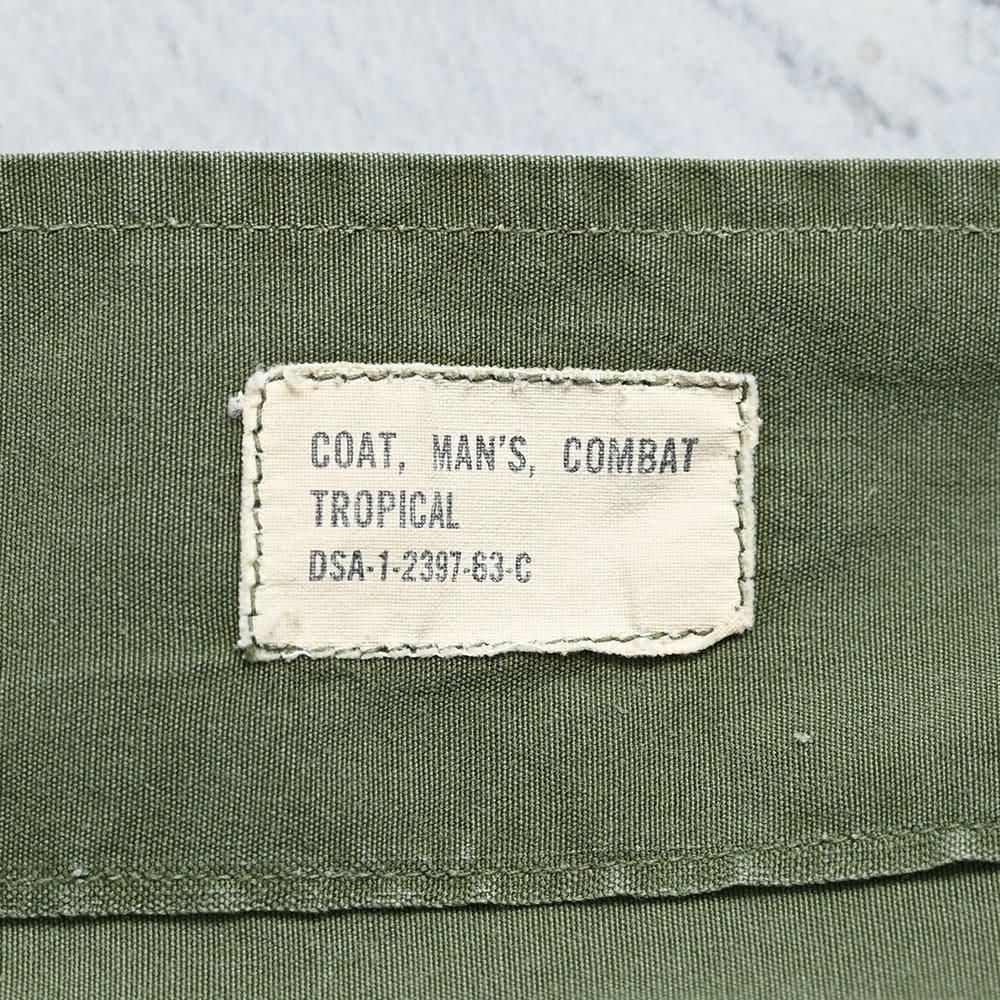 COAT, MAN'S, COMBAT
TROPICAL
DSA-1-2397-63-C